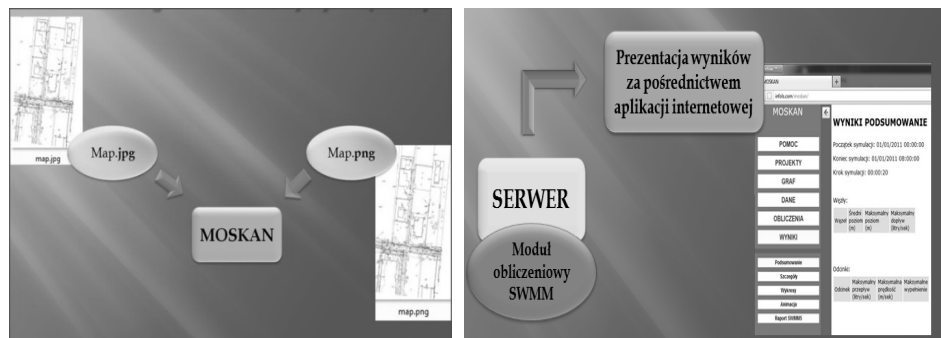 map.jpg
Map.jpg
Map.png
MOSKAN
map.png
Prezentacja wyników
za pośrednictwem
aplikacji internetowej
SERWER
Moduł
obliczeniowy
SWMM
MOSKAN
MOSKAN
POMOC
PROJEKTY
GRAF
DANE
OBLICZENIA
WYNIKI
Podsumowanie
Szczegóły
Wykresy
Animacja
Raport SWMM5
WYNIKI PODSUMOWANIE
Początek symulacji: 01/01/2011 00:00:00
Koniec symulacji: 01/01/2011 08:00:00
Krok symulacji: 00:00:20
Węzły:
Węzeł Średni poziom (m) Maksymalny poziom (m) Maksymalny dopływ (litry/sek)
Odcinki:
Odcinek Maksymalny przepływ (litry/sek) Maksymalna prędkość (m/sek) Maksymalne wypełnienie